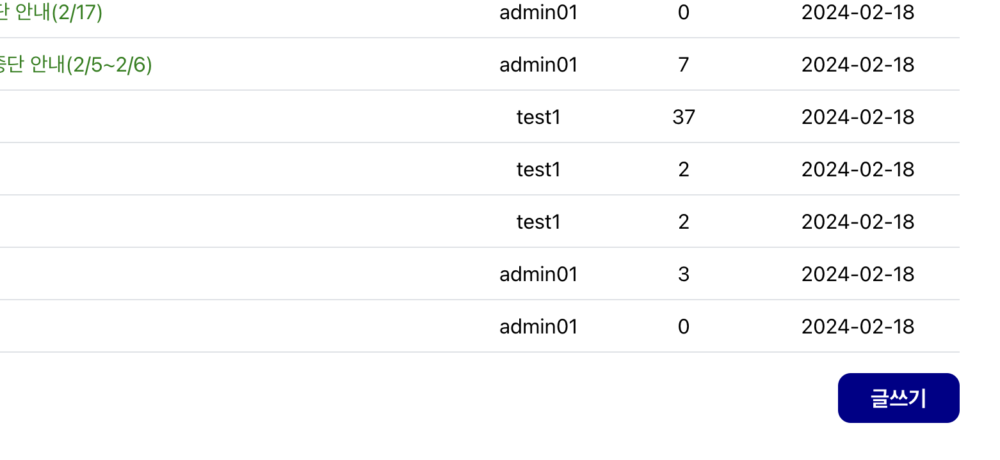 단 안내(2/17) admin01 0 2024-02-18
중단 안내(2/5~2/6) admin01 7 2024-02-18
test1 37 2024-02-18
test1 2 2024-02-18
test1 2 2024-02-18
admin01 3 2024-02-18
admin01 0 2024-02-18
글쓰기